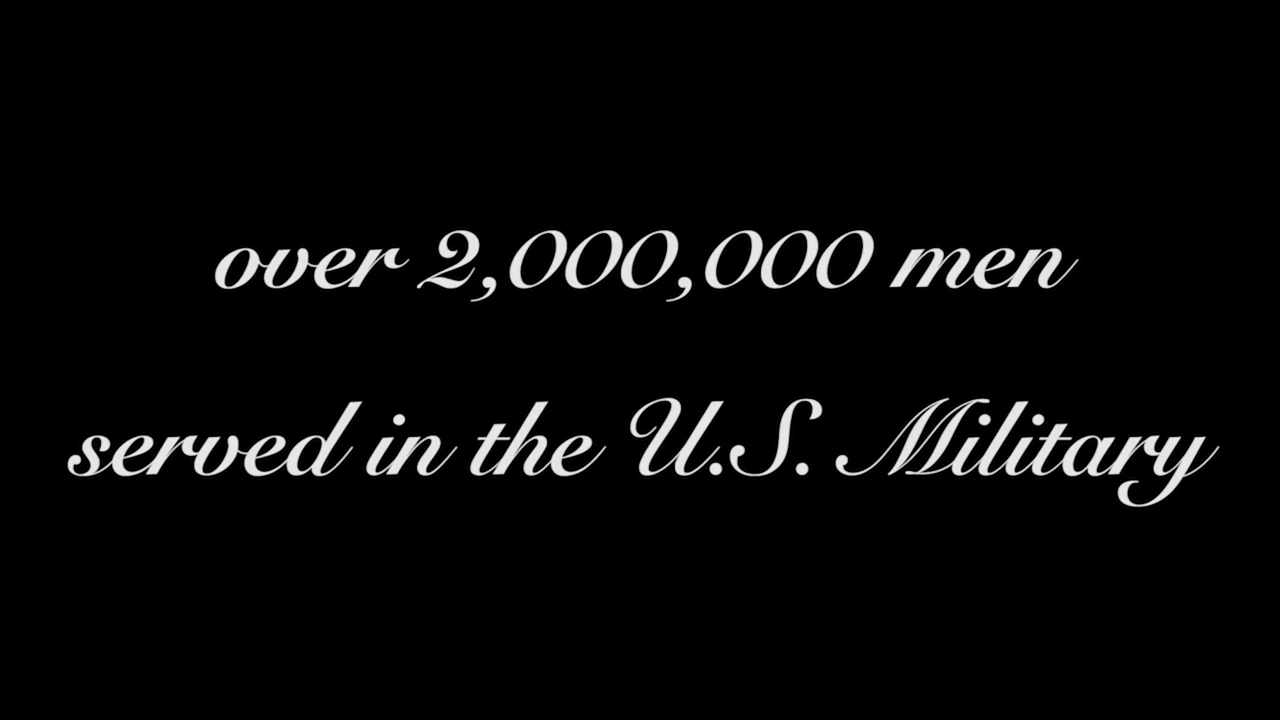 over 2,000,000 men
served in the U.S. Military